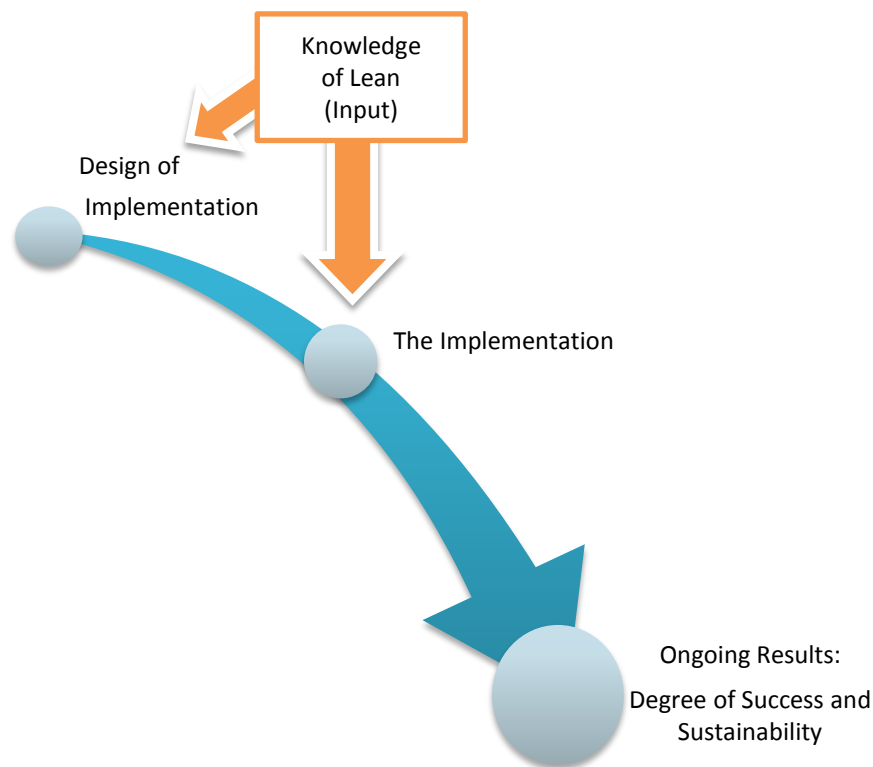 Knowledge
of Lean
(Input)
Design of
Implementation
The Implementation
Ongoing Results:
Degree of Success and
Sustainability